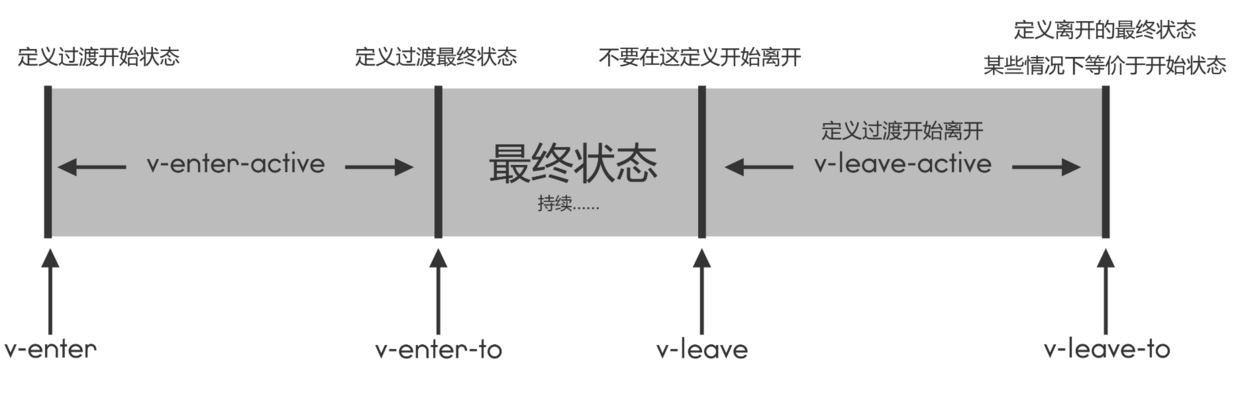 定义离开的最终状态
定义过渡开始状态
定义过渡最终状态
不要在这定义开始离开
某些情况下等价于开始状态
定义过渡开始离开
v-enter-active
最终状态
v-leave-active
持续......
v-enter
v-enter-to
v-leave
v-leave-to